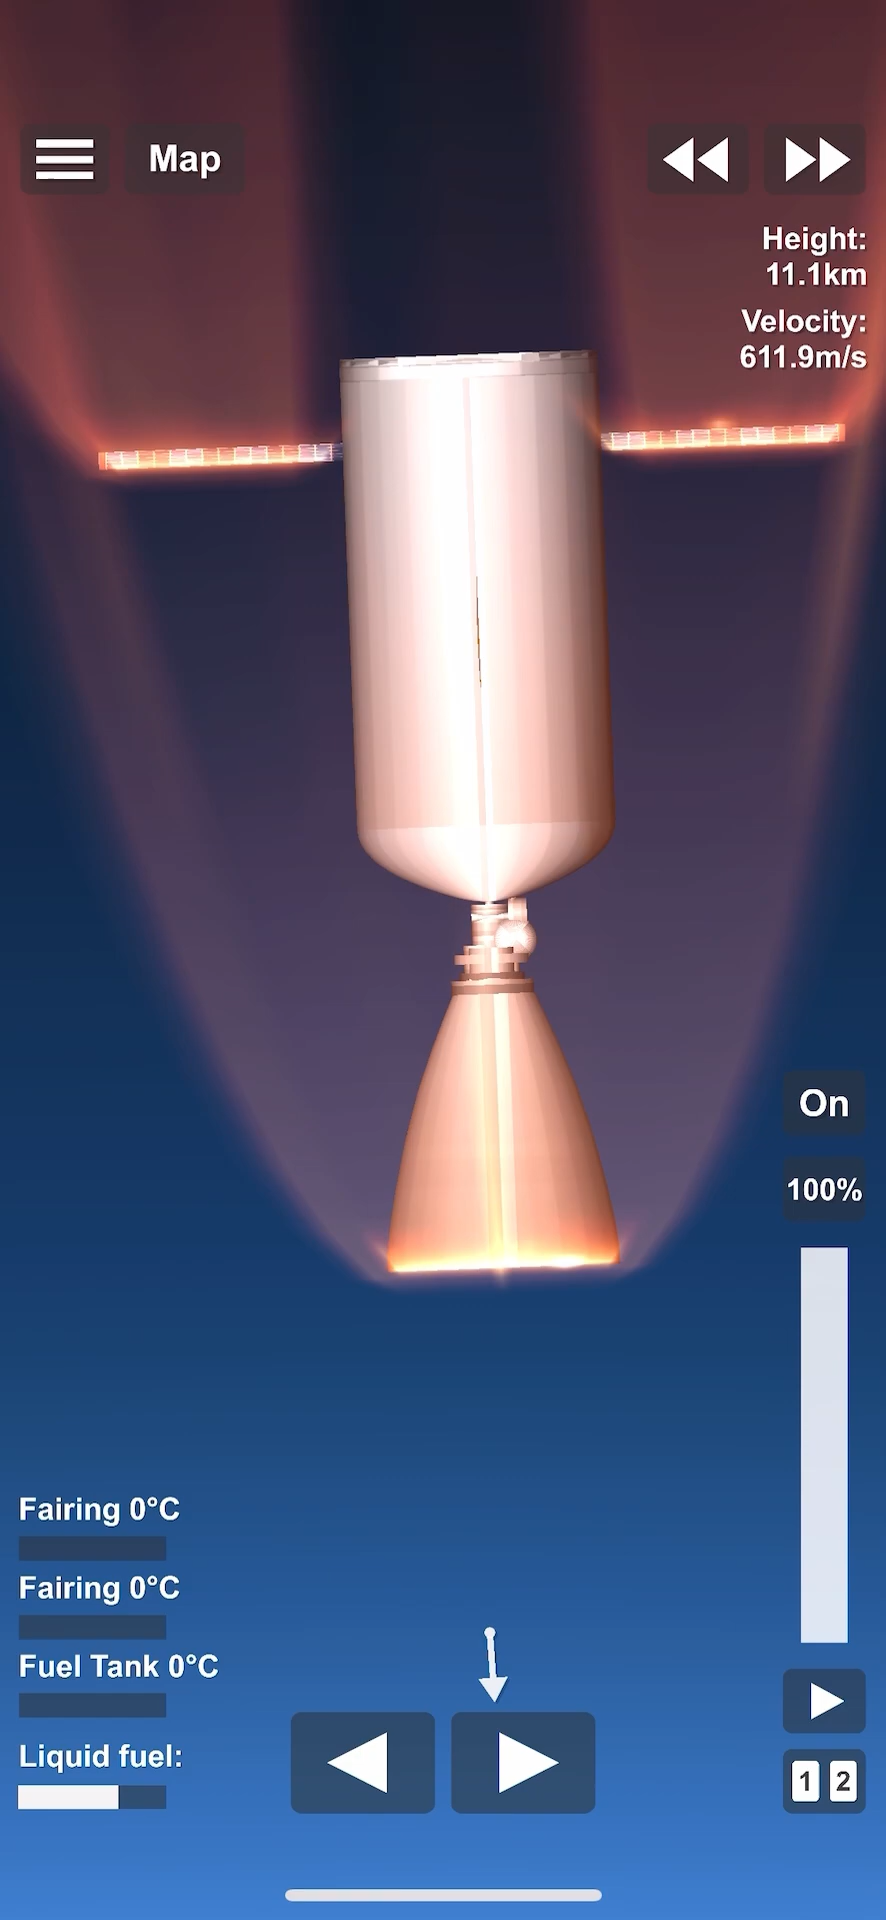 Map
Height:
11.1km
Velocity:
611.9m/s
On
100%
Fairing 0°C
Fairing 0°C
Fuel Tank 0°C
Liquid fuel:
1 2